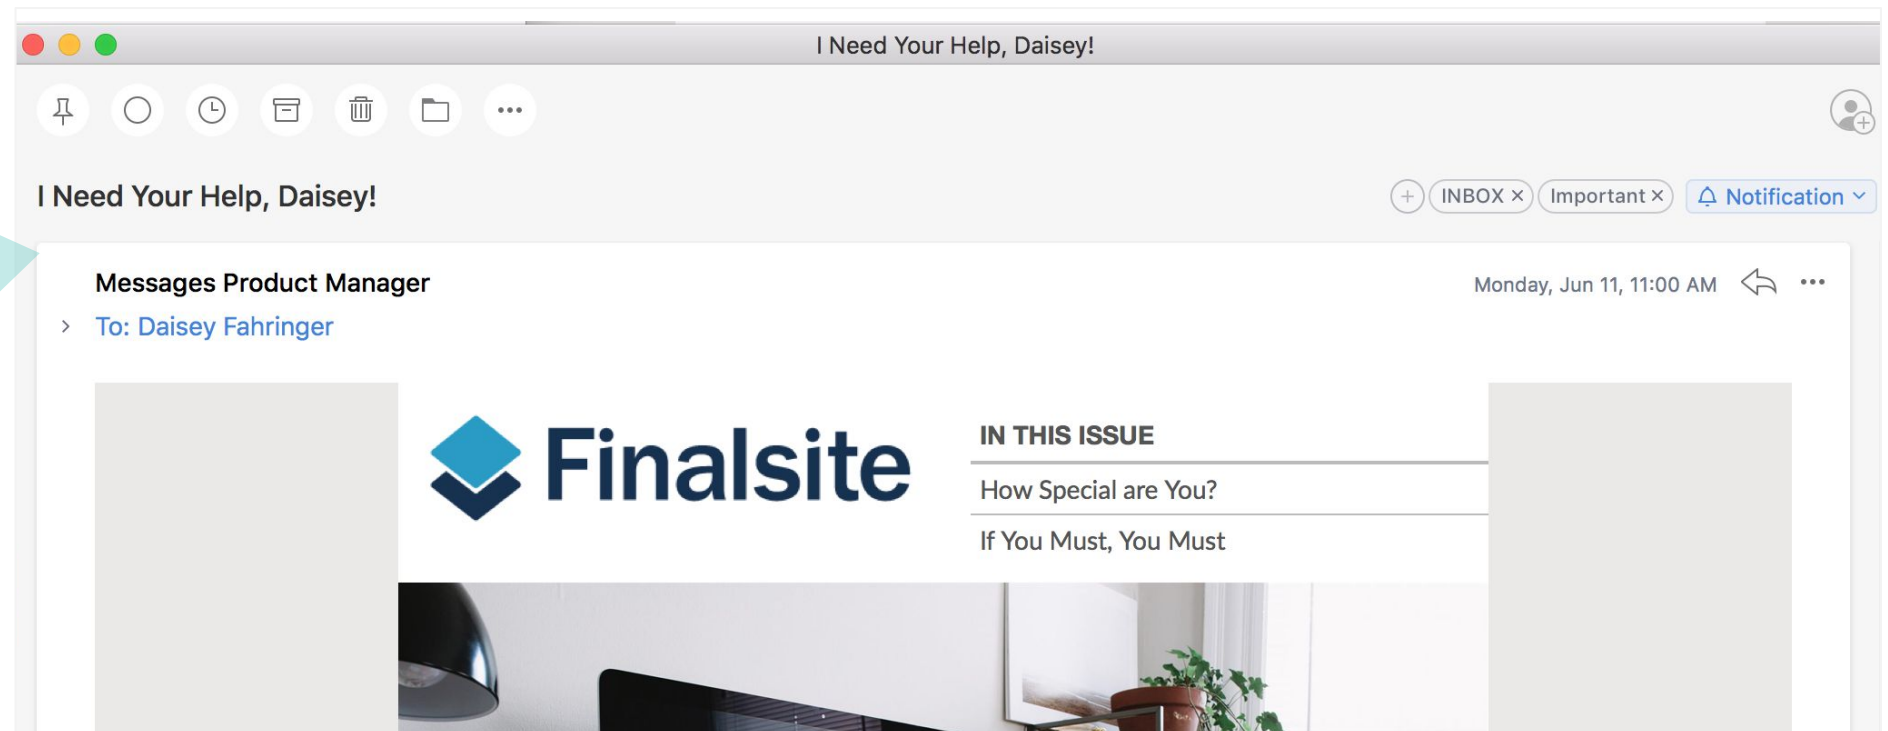 I Need Your Help, Daisey!
I Need Your Help, Daisey!
INBOX × Important × Notification
Messages Product Manager
Monday, Jun 11, 11:00 AM
To: Daisey Fahringer
Finalsite
IN THIS ISSUE
How Special are You?
If You Must, You Must